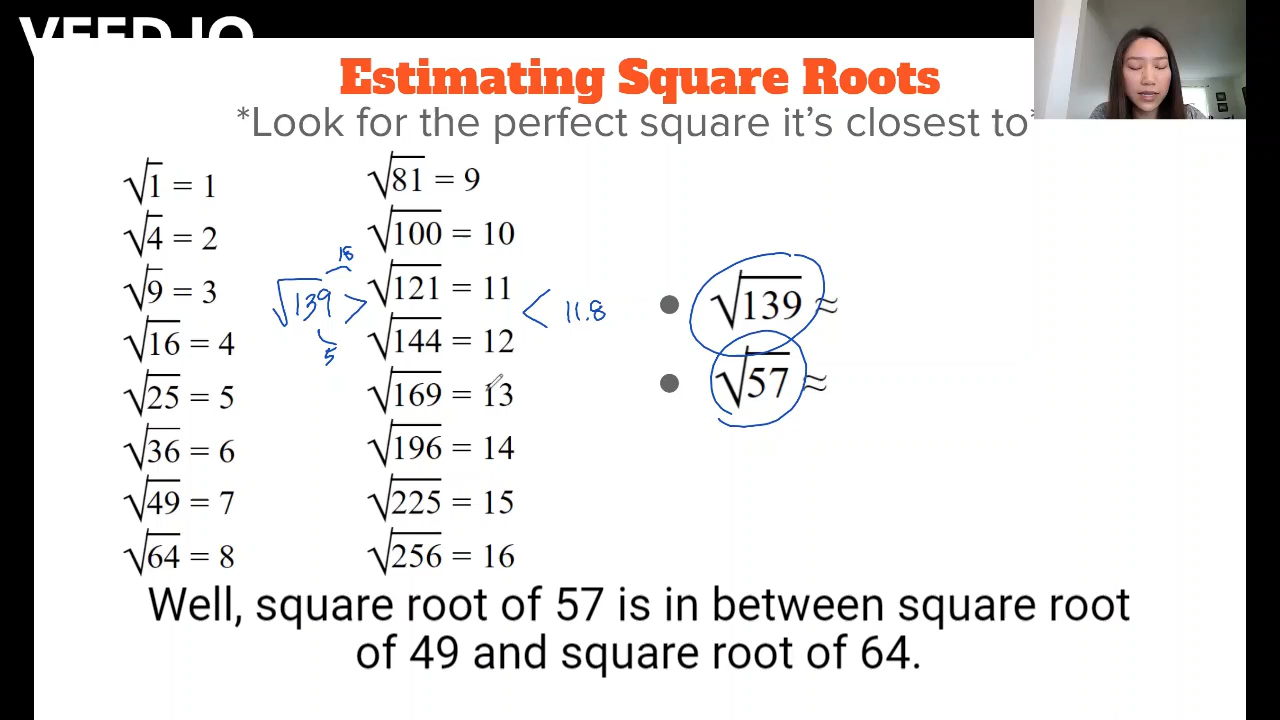 VEED.IO
Estimating Square Roots
*Look for the perfect square it's closest to*
√1 = 1
√4 = 2
√9 = 3
√16 = 4
√25 = 5
√36 = 6
√49 = 7
√64 = 8
18
√139 >
5
√81 = 9
√100 = 10
√121 = 11
√144 = 12
√169 = 13
√196 = 14
√225 = 15
√256 = 16
< 11.8
• √139 ≈
• √57 ≈
Well, square root of 57 is in between square root
of 49 and square root of 64.